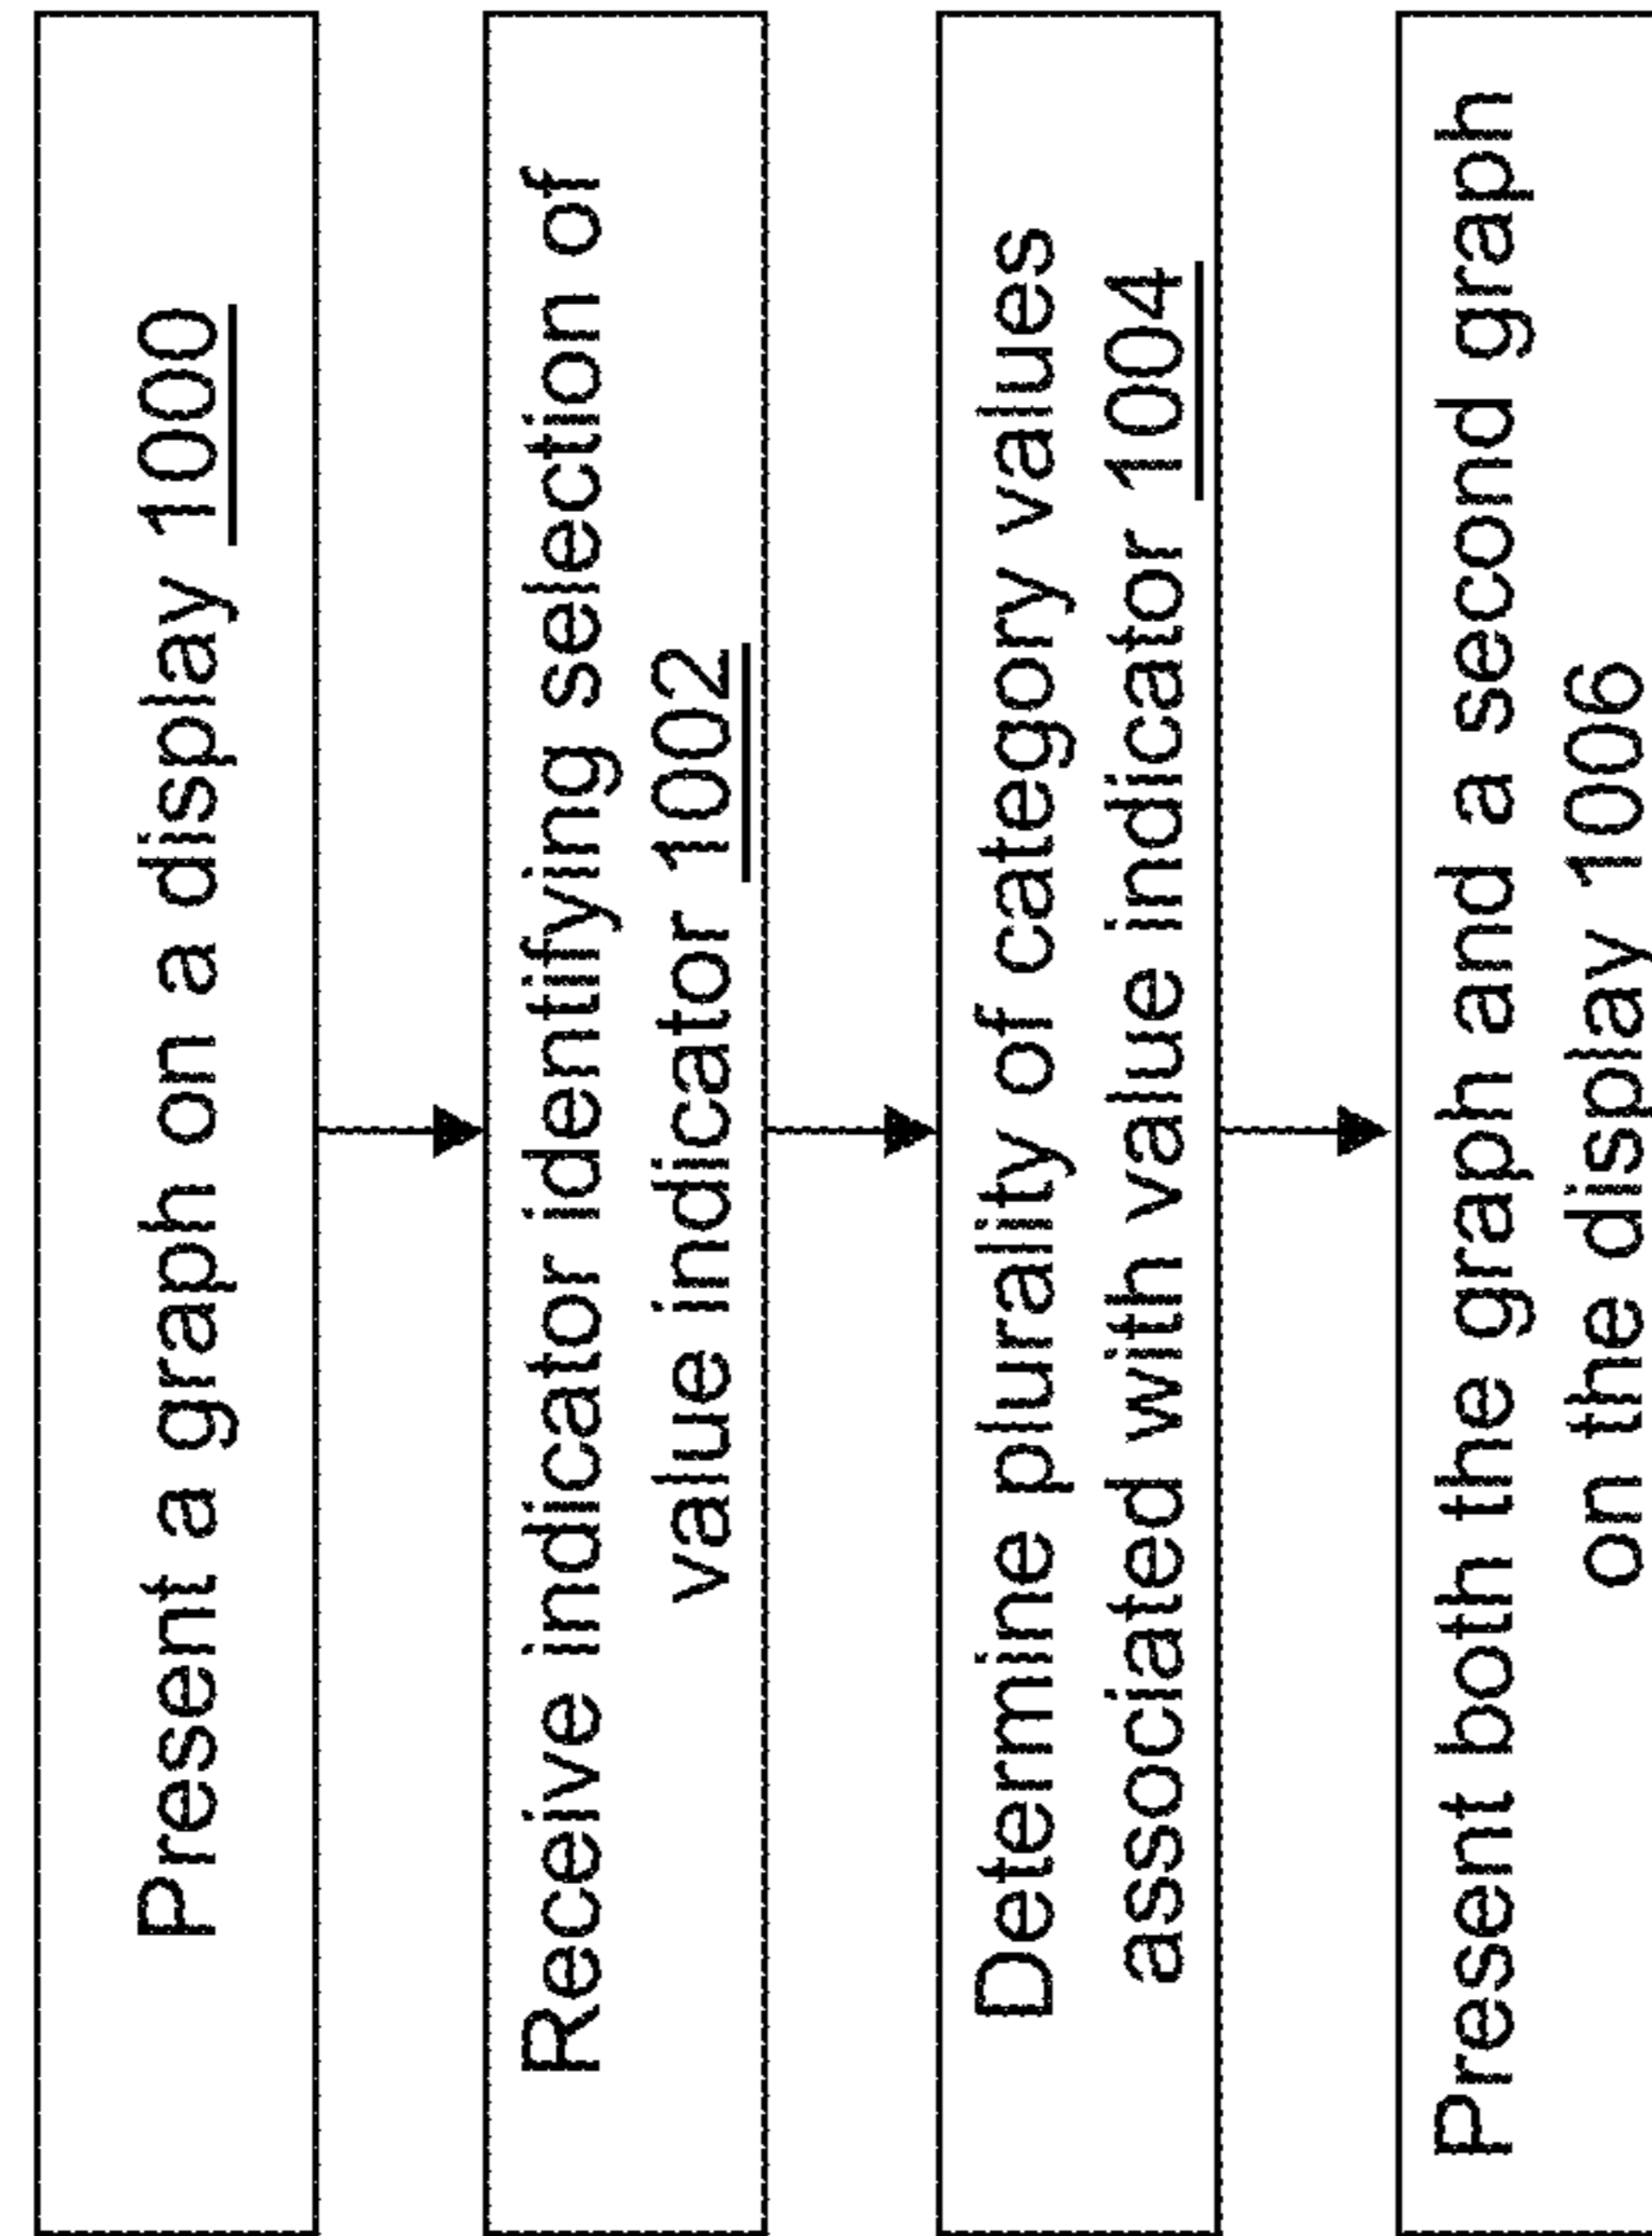 Present a graph on a display 1000
Receive indicator identifying selection of
value indicator 1002
Determine plurality of category values
associated with value indicator 1004
Present both the graph and a second graph
on the display 1006